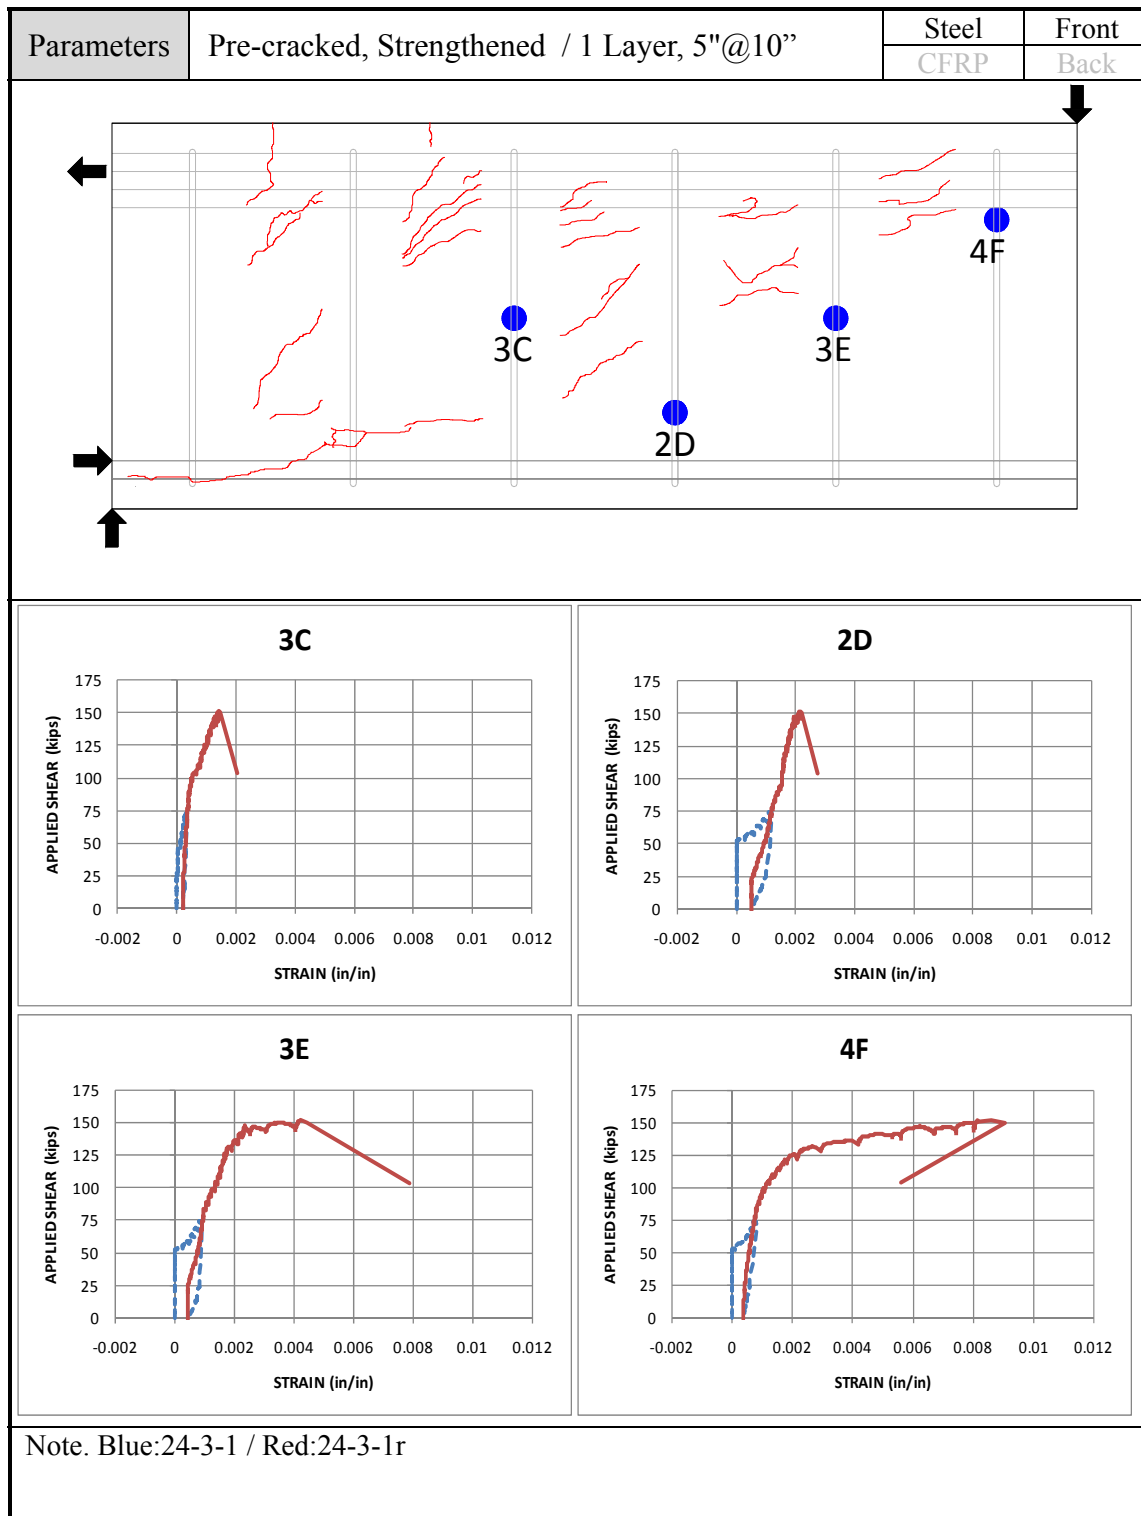 Parameters Pre-cracked, Strengthened / 1 Layer, 5"@10” Steel Front
CFRP Back
4F
3C 3E
2D
3C
175
150
125
100
75
50
25
0
APPLIED SHEAR (kips)
-0.002 0 0.002 0.004 0.006 0.008 0.01 0.012
STRAIN (in/in)
2D
175
150
125
100
75
50
25
0
APPLIED SHEAR (kips)
-0.002 0 0.002 0.004 0.006 0.008 0.01 0.012
STRAIN (in/in)
3E
175
150
125
100
75
50
25
0
APPLIED SHEAR (kips)
-0.002 0 0.002 0.004 0.006 0.008 0.01 0.012
STRAIN (in/in)
4F
175
150
125
100
75
50
25
0
APPLIED SHEAR (kips)
-0.002 0 0.002 0.004 0.006 0.008 0.01 0.012
STRAIN (in/in)
Note. Blue:24-3-1 / Red:24-3-1r